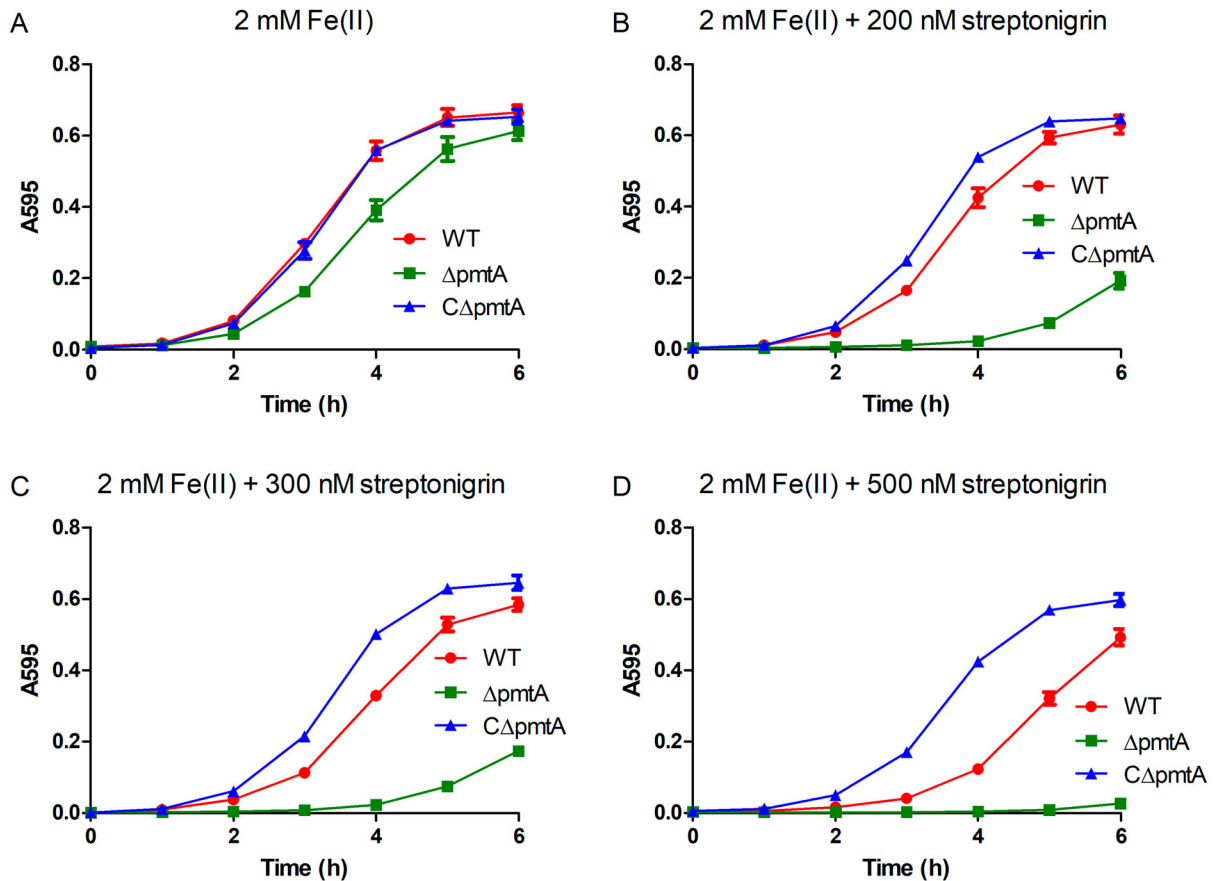 A
2 mM Fe(II)
0.8
0.6
0.4
0.2
0.0
A595
WT
ΔpmtA
CΔpmtA
0
2
4
6
Time (h)
B
2 mM Fe(II) + 200 nM streptonigrin
0.8
0.6
0.4
0.2
0.0
A595
WT
ΔpmtA
CΔpmtA
0
2
4
6
Time (h)
C
2 mM Fe(II) + 300 nM streptonigrin
0.8
0.6
0.4
0.2
0.0
A595
WT
ΔpmtA
CΔpmtA
0
2
4
6
Time (h)
D
2 mM Fe(II) + 500 nM streptonigrin
0.8
0.6
0.4
0.2
0.0
A595
WT
ΔpmtA
CΔpmtA
0
2
4
6
Time (h)